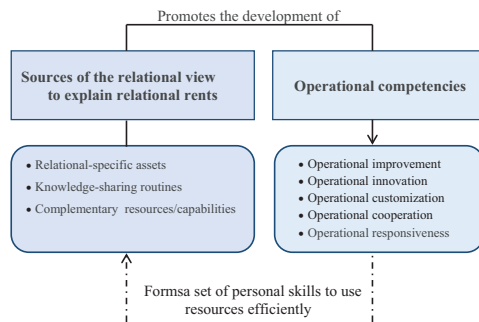 Promotes the development of
Sources of the relational view
to explain relational rents
Operational competencies
• Relational-specific assets
• Knowledge-sharing routines
• Complementary resources/capabilities
• Operational improvement
• Operational innovation
• Operational customization
• Operational cooperation
• Operational responsiveness
Formsa set of personal skills to use
resources efficiently